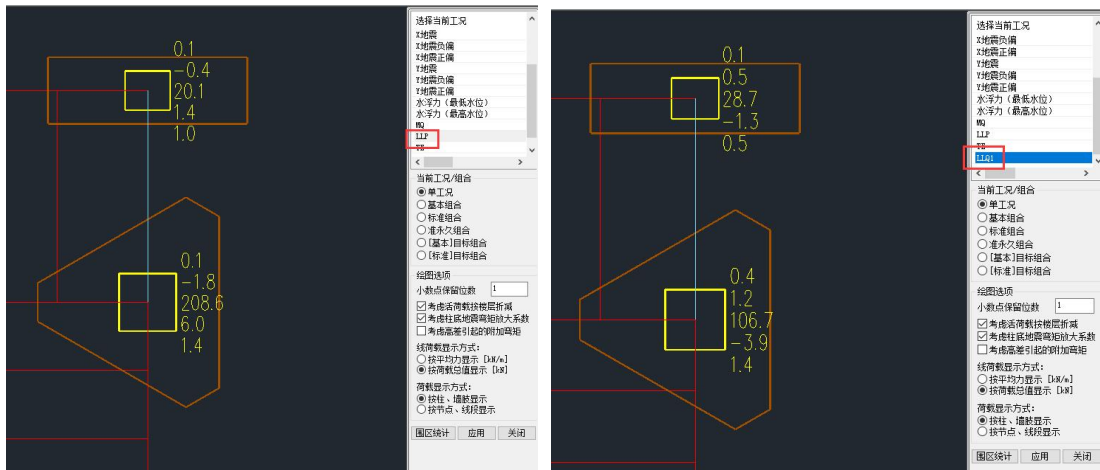 0.1
-0.4
20.1
1.4
1.0
0.1
-1.8
208.6
6.0
1.4
选择当前工况
X地震
X地震负偏
X地震正偏
Y地震
Y地震负偏
Y地震正偏
水浮力（最低水位）
水浮力（最高水位）
MQ
LLP
当前工况/组合
单工况
基本组合
标准组合
准永久组合
[基本]目标组合
[标准]目标组合
绘图选项
小数点保留位数 1
考虑活荷载按楼层折减
考虑柱底地震弯矩放大系数
考虑高差引起的附加弯矩
线荷载显示方式:
按平均力显示 [kN/m]
按荷载总值显示 [kN]
荷载显示方式:
按柱、墙肢显示
按节点、线段显示
围区统计 应用 关闭
0.1
0.5
28.7
-1.3
0.5
0.4
1.2
106.7
-3.9
1.4
选择当前工况
X地震
X地震负偏
X地震正偏
Y地震
Y地震负偏
Y地震正偏
水浮力（最低水位）
水浮力（最高水位）
MQ
LLP
LLQ1
当前工况/组合
单工况
基本组合
标准组合
准永久组合
[基本]目标组合
[标准]目标组合
绘图选项
小数点保留位数 1
考虑活荷载按楼层折减
考虑柱底地震弯矩放大系数
考虑高差引起的附加弯矩
线荷载显示方式:
按平均力显示 [kN/m]
按荷载总值显示 [kN]
荷载显示方式:
按柱、墙肢显示
按节点、线段显示
围区统计 应用 关闭